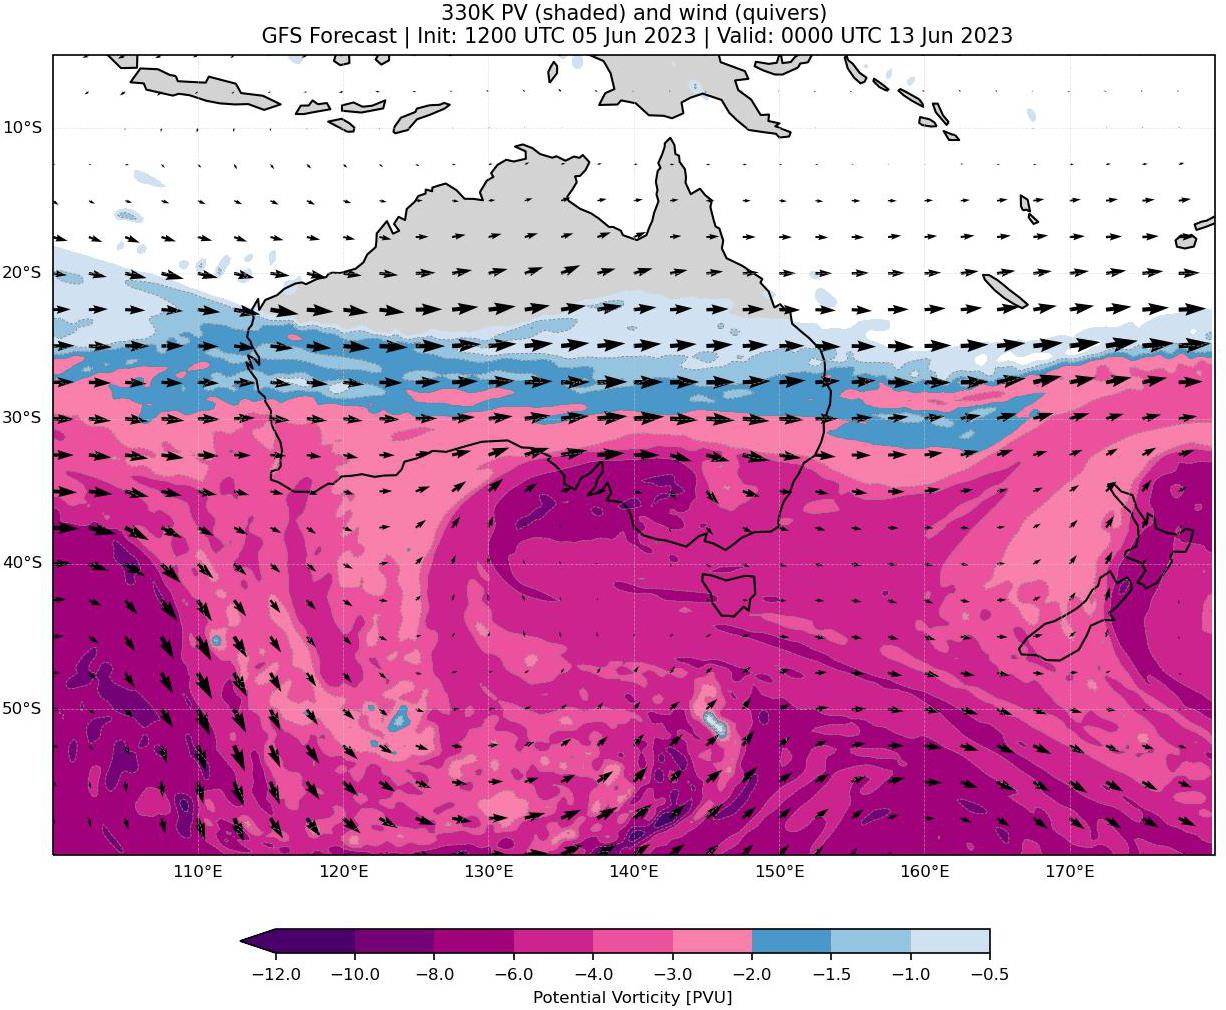 330K PV (shaded) and wind (quivers)
GFS Forecast | Init: 1200 UTC 05 Jun 2023 | Valid: 0000 UTC 13 Jun 2023
10°S
20°S
30°S
40°S
50°S
110°E 120°E 130°E 140°E 150°E 160°E 170°E
−12.0 −10.0 −8.0 −6.0 −4.0 −3.0 −2.0 −1.5 −1.0 −0.5
Potential Vorticity [PVU]